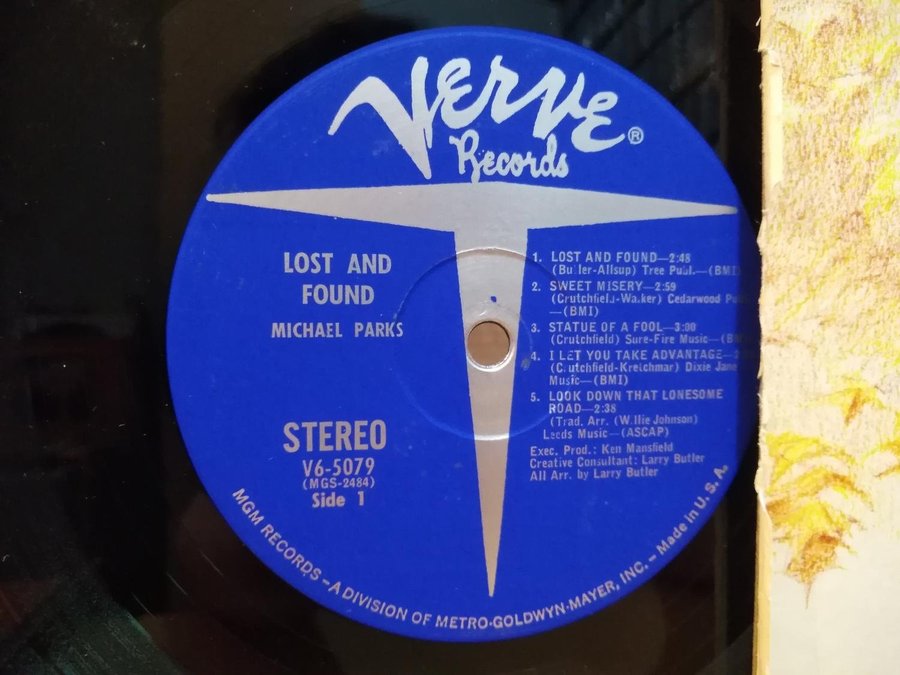 Verve®
Records
LOST AND
FOUND
MICHAEL PARKS
STEREO
V6-5079
(MGS-2484)
Side 1
1. LOST AND FOUND—2:48
(Butler-Allsup) Tree Publ.—(BMI
2. SWEET MISERY—2:59
(Crutchfield-Walker) Cedarwood
—(BMI)
3. STATUE OF A FOOL—3:00
(Crutchfield) Sure-Fire Music—
4. I LET YOU TAKE ADVANTAGE—
(Crutchfield-Kretchmar) Dixie Jane
Music—(BMI)
5. LOOK DOWN THAT LONESOME
ROAD—2:38
(Trad. Arr. (Willie Johnson)
Leeds Music—(ASCAP)
Exec. Prod.: Ken Mansfield
Creative Consultant: Larry Butler
All Arr. by Larry Butler
MGM RECORDS – A DIVISION OF METRO-GOLDWYN-MAYER, INC. – Made in U. S. A.